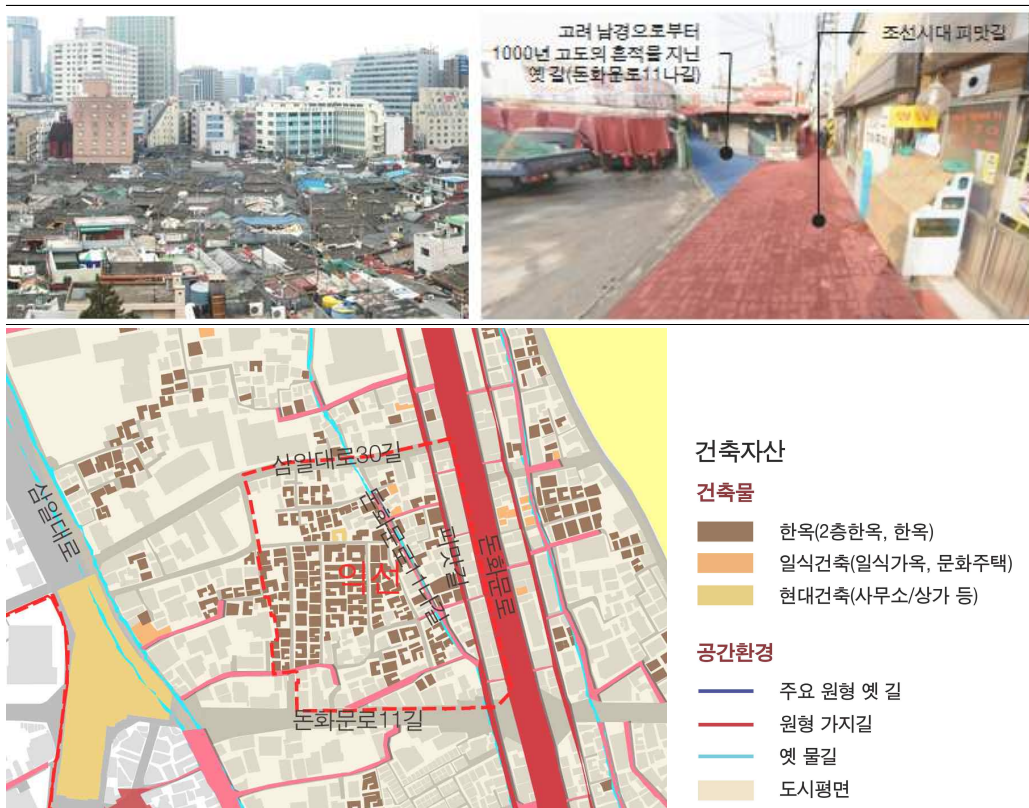 고려 남경으로부터
1000년 고도의 흔적을 지닌
옛 길(돈화문로11나길)
조선시대 피맛길
삼일대로30길
삼일대로
돈화문로11나길
피맛길
돈화문로
익선
돈화문로11길
건축자산
건축물
한옥(2층한옥, 한옥)
일식건축(일식가옥, 문화주택)
현대건축(사무소/상가 등)
공간환경
주요 원형 옛 길
원형 가지길
옛 물길
도시평면